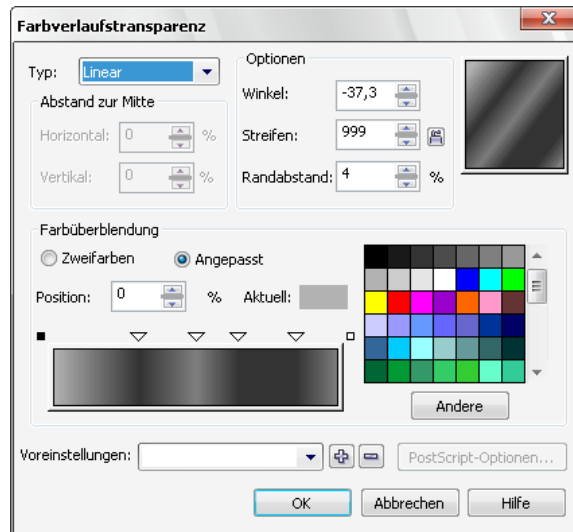 Farbverlaufstransparenz
Typ: Linear
Abstand zur Mitte
Horizontal: 0 %
Vertikal: 0 %
Optionen
Winkel: -37,3
Streifen: 999
Randabstand: 4 %
Farbüberblendung
Zweifarben Angepasst
Position: 0 % Aktuell:
Andere
Voreinstellungen: PostScript-Optionen...
OK Abbrechen Hilfe